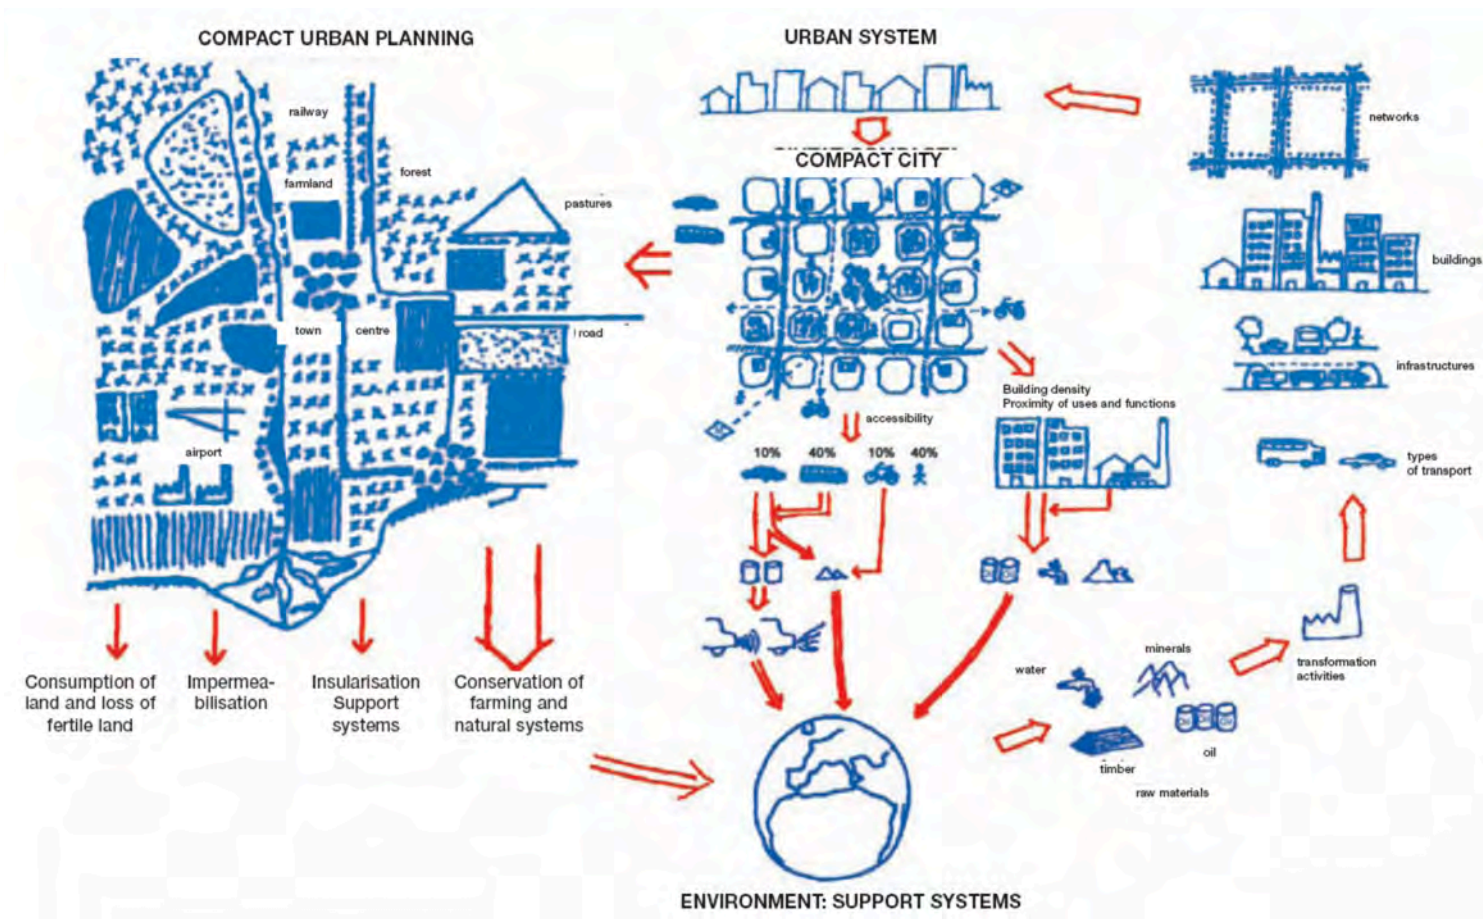 COMPACT URBAN PLANNING
railway
farmland
forest
pastures
town
centre
road
airport
Consumption of
land and loss of
fertile land
Impermea-
bilisation
Insularisation
Support
systems
Conservation of
farming and
natural systems
URBAN SYSTEM
COMPACT CITY
accessibility
10% 40% 10% 40%
Building density
Proximity of uses and functions
networks
buildings
infrastructures
types
of transport
transformation
activities
water
minerals
timber
oil
raw materials
ENVIRONMENT: SUPPORT SYSTEMS